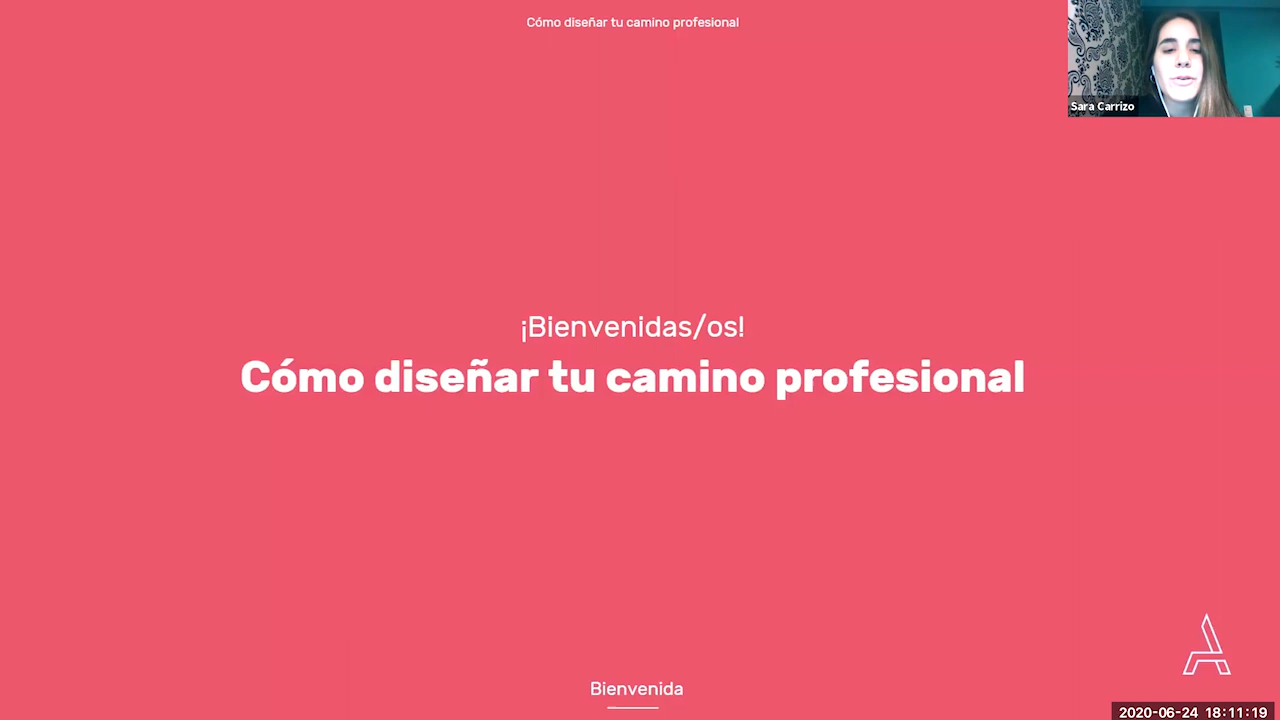 Cómo diseñar tu camino profesional
Sara Carrizo
¡Bienvenidas/os!
Cómo diseñar tu camino profesional
Bienvenida
2020-06-24 18:11:19